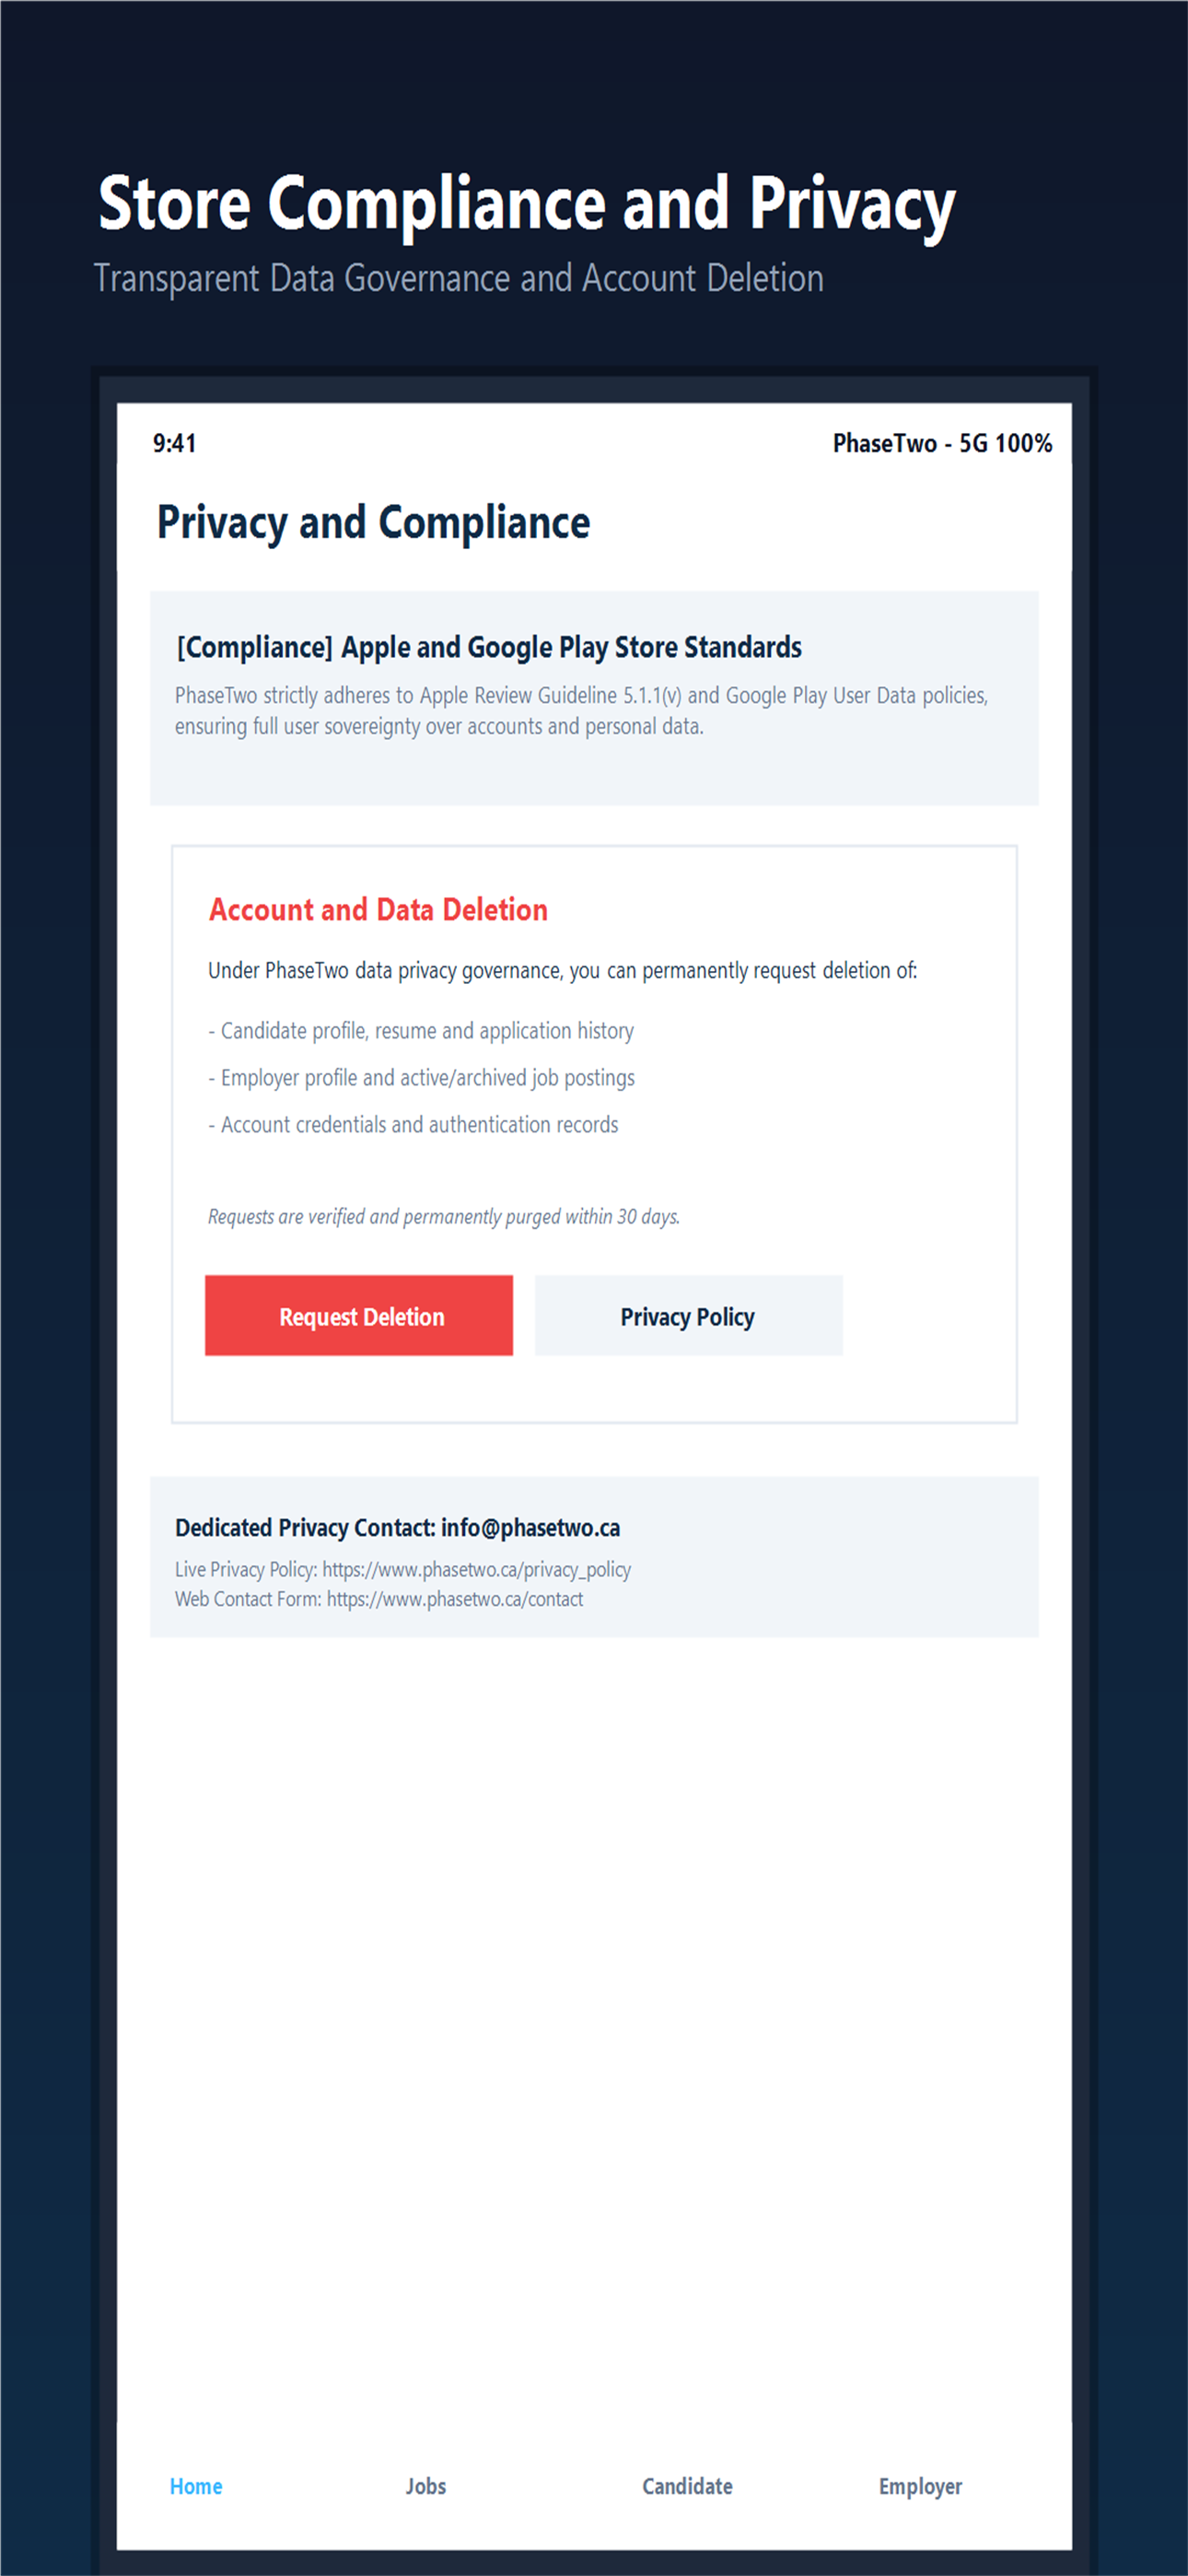 Store Compliance and Privacy
Transparent Data Governance and Account Deletion
9:41
PhaseTwo - 5G 100%
Privacy and Compliance
[Compliance] Apple and Google Play Store Standards
PhaseTwo strictly adheres to Apple Review Guideline 5.1.1(v) and Google Play User Data policies,
ensuring full user sovereignty over accounts and personal data.
Account and Data Deletion
Under PhaseTwo data privacy governance, you can permanently request deletion of:
- Candidate profile, resume and application history
- Employer profile and active/archived job postings
- Account credentials and authentication records
Requests are verified and permanently purged within 30 days.
Request Deletion
Privacy Policy
Dedicated Privacy Contact: info@phasetwo.ca
Live Privacy Policy: https://www.phasetwo.ca/privacy_policy
Web Contact Form: https://www.phasetwo.ca/contact
Home
Jobs
Candidate
Employer